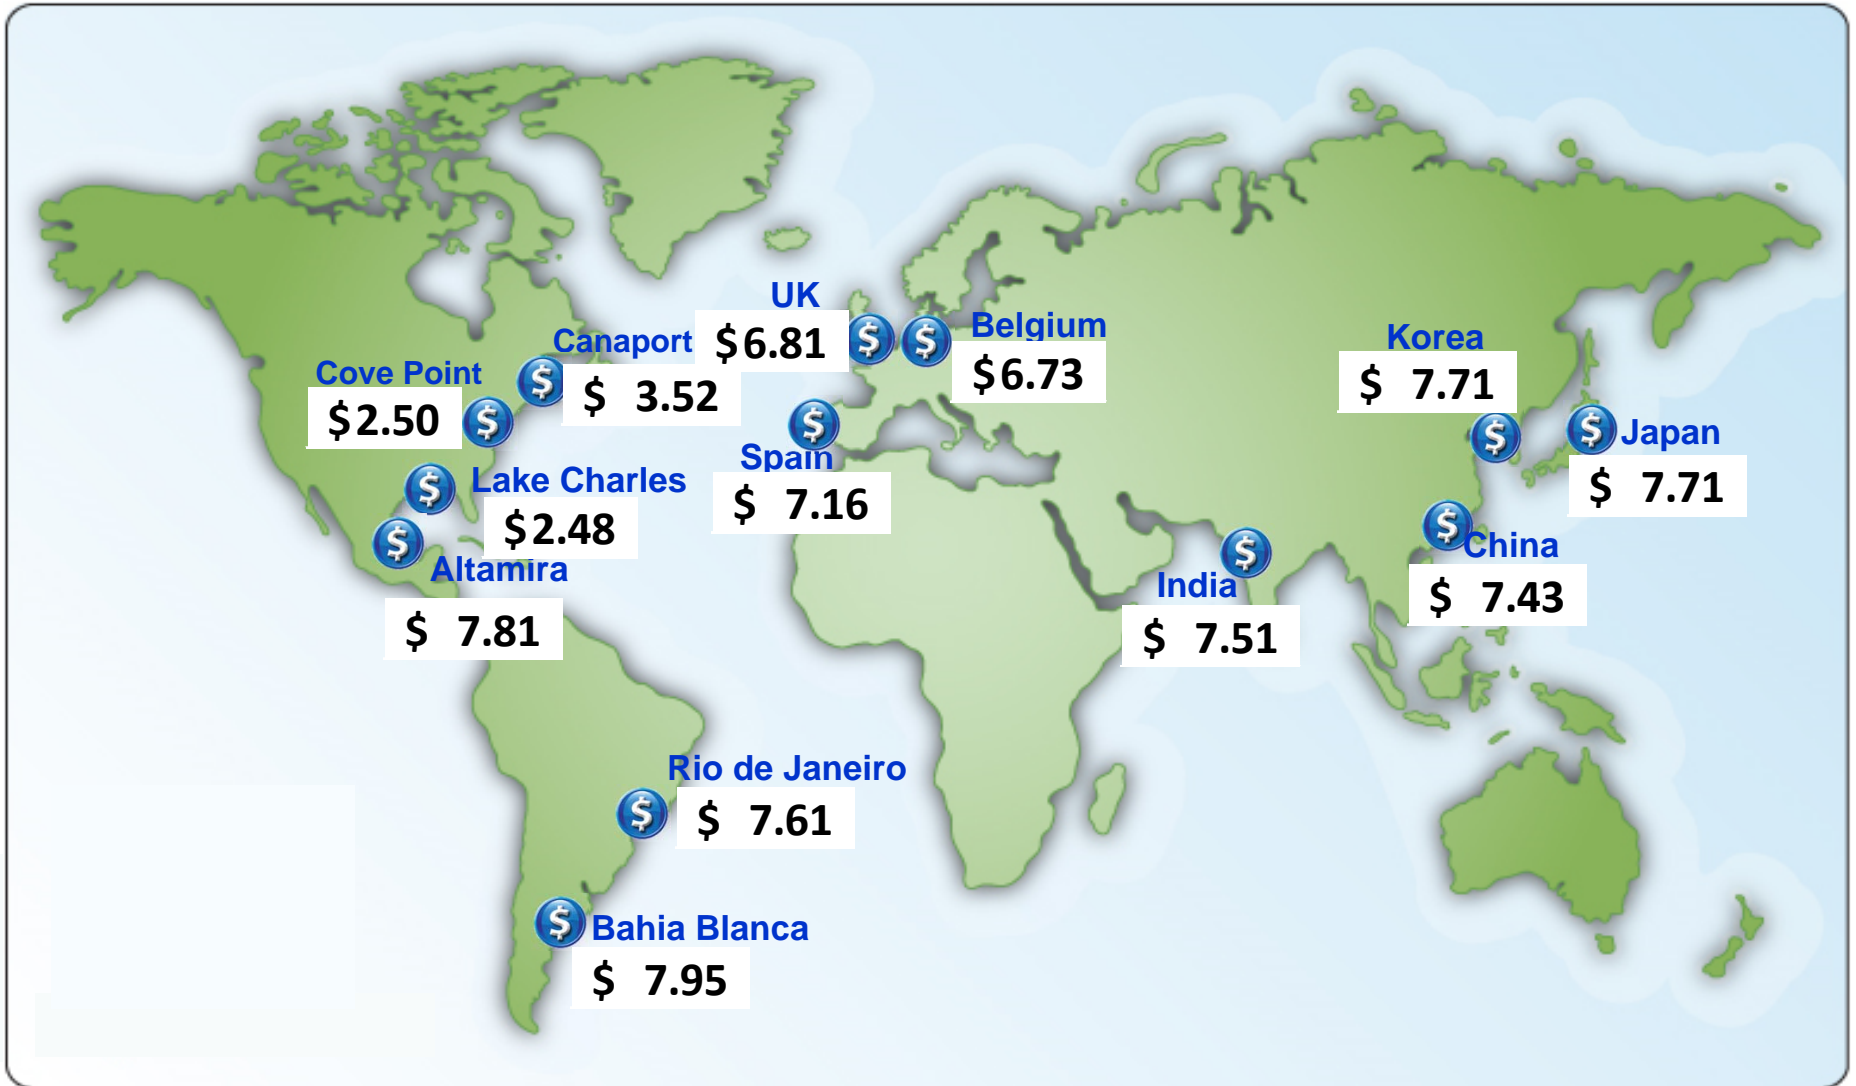 UK
$6.81
Belgium
$6.73
Canaport
$ 3.52
Korea
$ 7.71
Cove Point
$2.50
Japan
$ 7.71
Spain
$ 7.16
Lake Charles
$2.48
China
$ 7.43
Altamira
$ 7.81
India
$ 7.51
Rio de Janeiro
$ 7.61
Bahia Blanca
$ 7.95